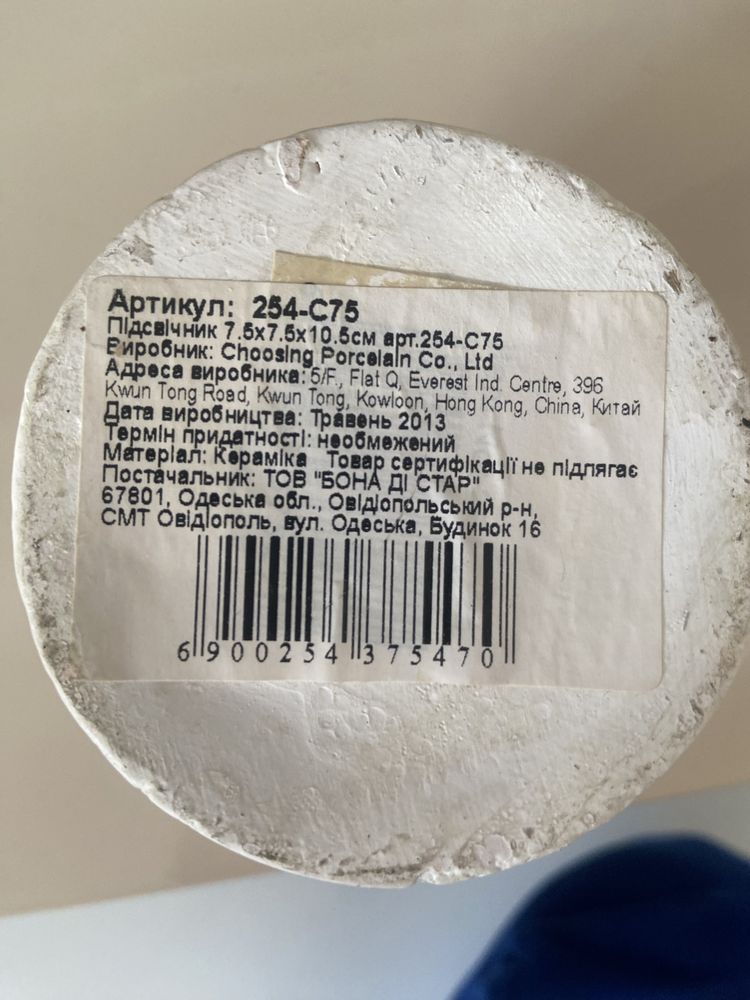 Артикул: 254-C75
Підсвічник 7.5x7.5x10.5см арт.254-C75
Виробник: Choosing Porcelain Co., Ltd
Адреса виробника: 5/F., Flat Q, Everest Ind. Centre, 396
Kwun Tong Road, Kwun Tong, Kowloon, Hong Kong, China, Китай
Дата виробництва: Травень 2013
Термін придатності: необмежений
Матеріал: Кераміка Товар сертифікації не підлягає
Постачальник: ТОВ "БОНА ДІ СТАР"
67801, Одеська обл., Овідіопольський р-н,
СМТ Овідіополь, вул. Одеська, Будинок 16
6900254375470